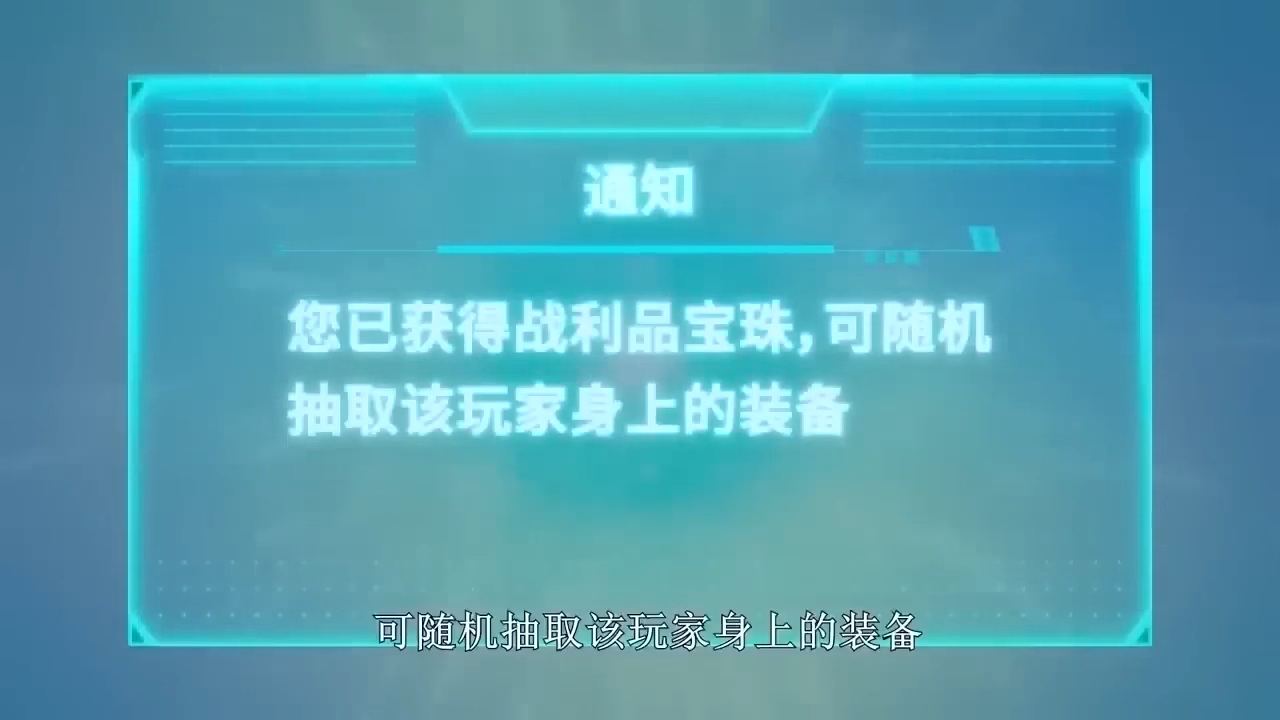 通知
您已获得战利品宝珠,可随机
抽取该玩家身上的装备
可随机抽取该玩家身上的装备